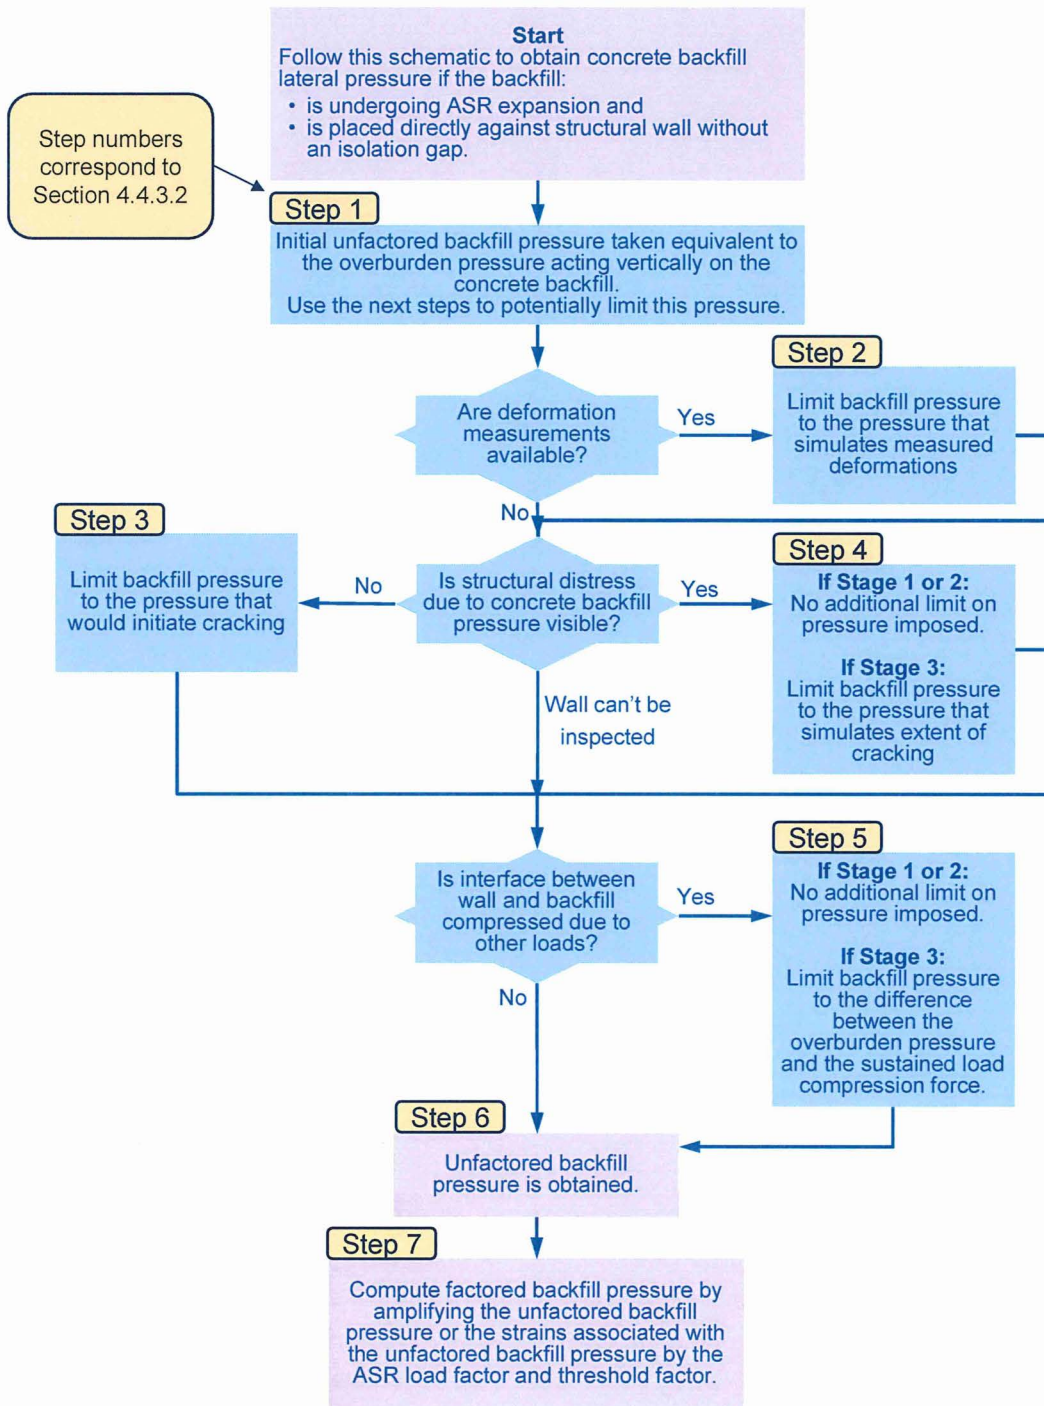 Start
Follow this schematic to obtain concrete backfill
lateral pressure if the backfill:
• is undergoing ASR expansion and
• is placed directly against structural wall without
an isolation gap.
Step numbers
correspond to
Section 4.4.3.2
Step 1
Initial unfactored backfill pressure taken equivalent to
the overburden pressure acting vertically on the
concrete backfill.
Use the next steps to potentially limit this pressure.
Are deformation
measurements
available?
Yes
Step 2
Limit backfill pressure
to the pressure that
simulates measured
deformations
No
Is structural distress
due to concrete backfill
pressure visible?
No
Step 3
Limit backfill pressure
to the pressure that
would initiate cracking
Yes
Step 4
If Stage 1 or 2:
No additional limit on
pressure imposed.
If Stage 3:
Limit backfill pressure
to the pressure that
simulates extent of
cracking
Wall can't be
inspected
Is interface between
wall and backfill
compressed due to
other loads?
Yes
Step 5
If Stage 1 or 2:
No additional limit on
pressure imposed.
If Stage 3:
Limit backfill pressure
to the difference
between the
overburden pressure
and the sustained load
compression force.
No
Step 6
Unfactored backfill
pressure is obtained.
Step 7
Compute factored backfill pressure by
amplifying the unfactored backfill
pressure or the strains associated with
the unfactored backfill pressure by the
ASR load factor and threshold factor.